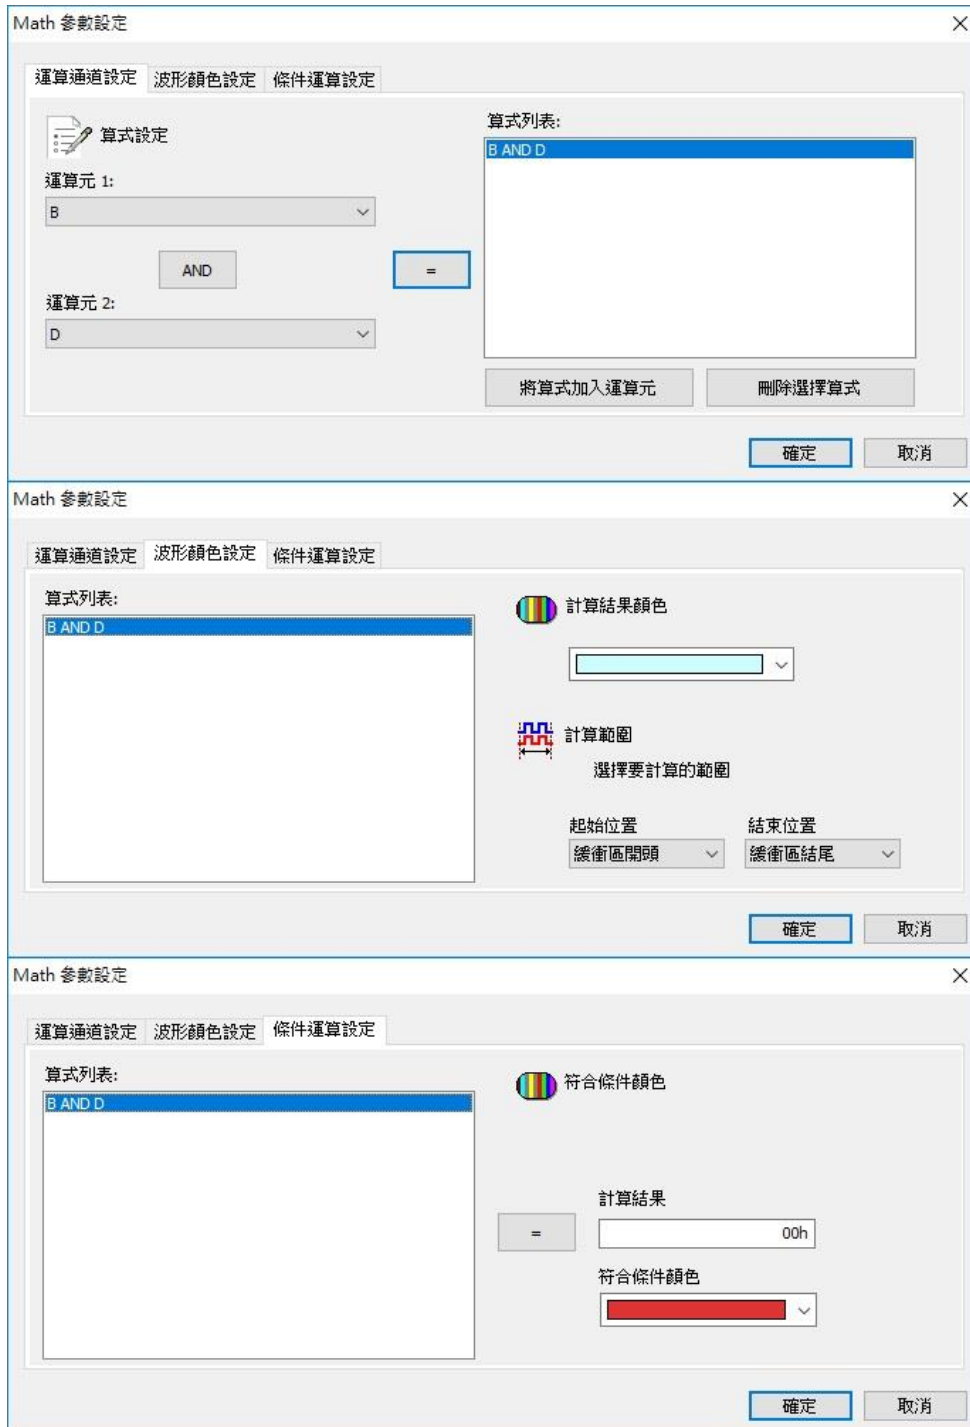 Math 參數設定
運算通道設定 波形顏色設定 條件運算設定
算式設定
運算元 1:
B
AND
=
運算元 2:
D
算式列表:
B AND D
將算式加入運算元 刪除選擇算式
確定 取消
Math 參數設定
運算通道設定 波形顏色設定 條件運算設定
算式列表:
B AND D
計算結果顏色
計算範圍
選擇要計算的範圍
起始位置 結束位置
緩衝區開頭 緩衝區結尾
確定 取消
Math 參數設定
運算通道設定 波形顏色設定 條件運算設定
算式列表:
B AND D
符合條件顏色
計算結果
= 00h
符合條件顏色
確定 取消